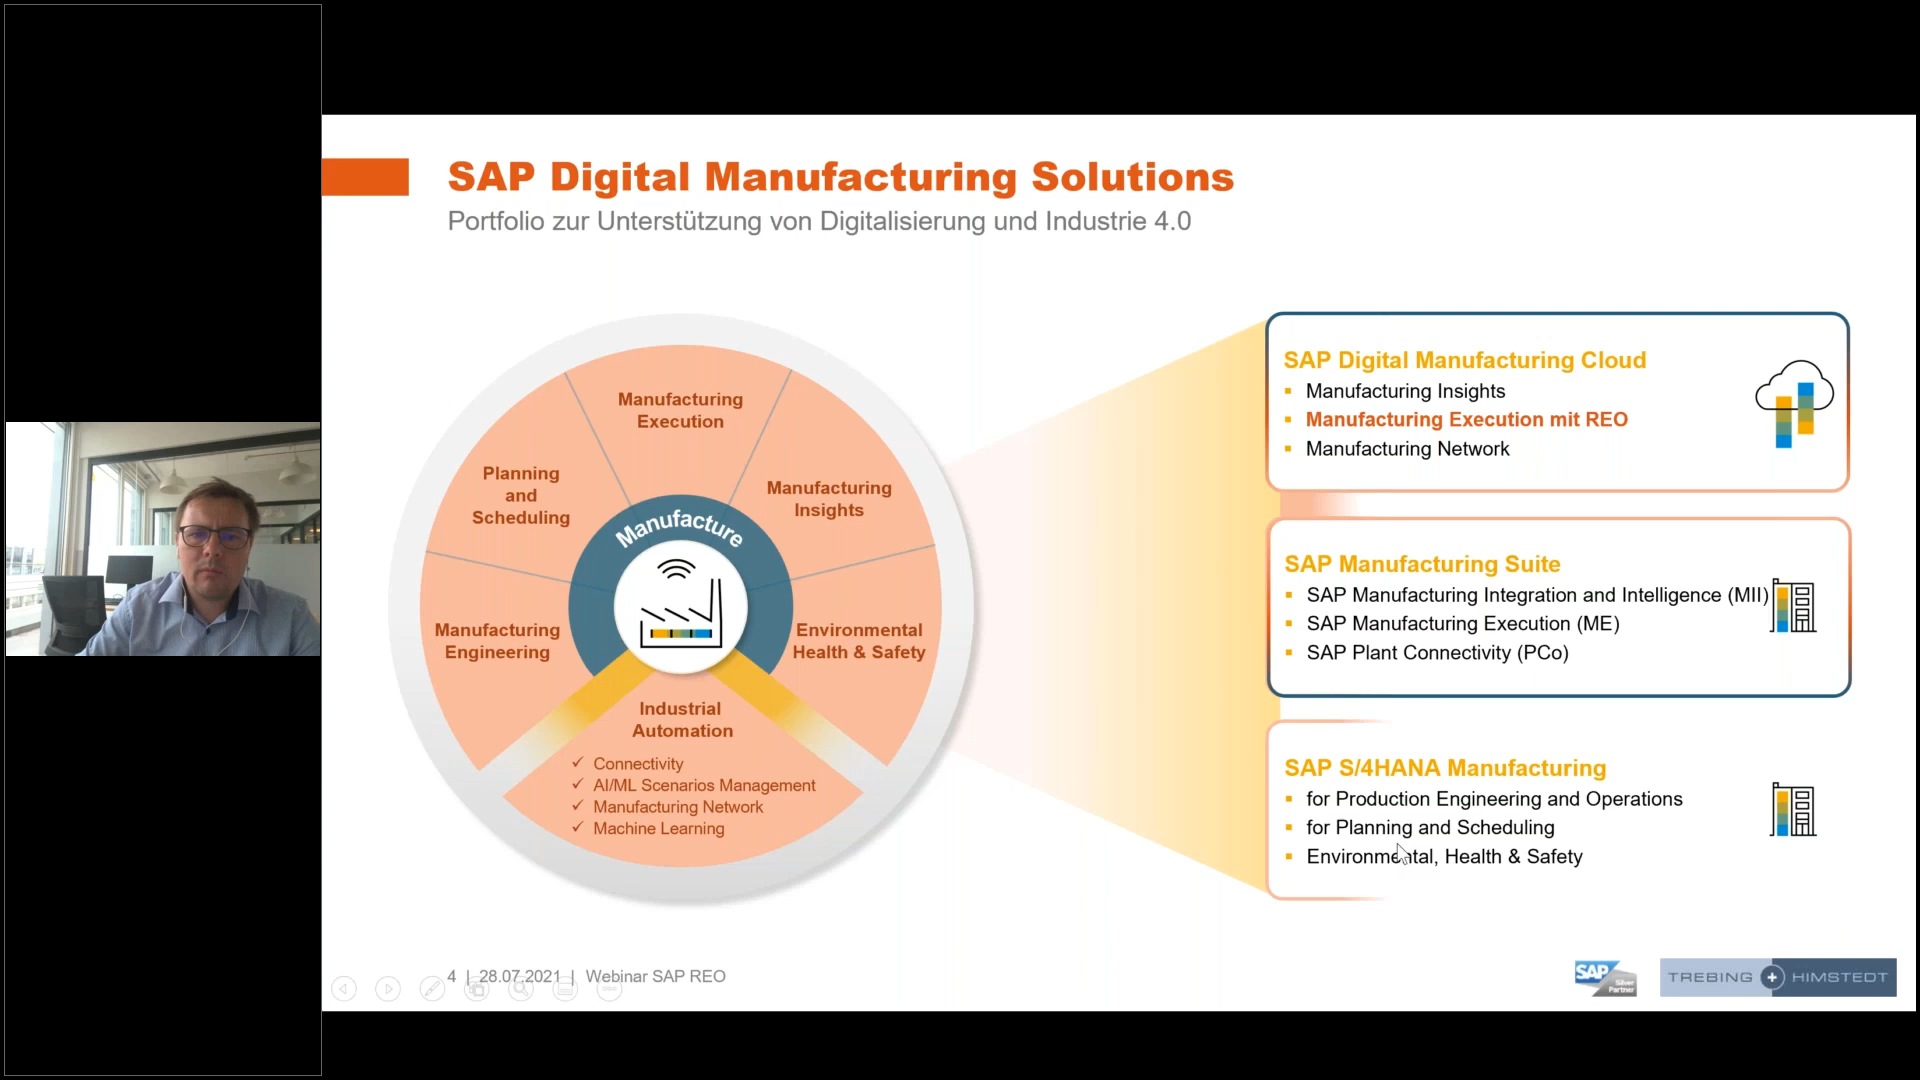 SAP Digital Manufacturing Solutions
Portfolio zur Unterstützung von Digitalisierung und Industrie 4.0
Manufacturing
Execution
Planning
and
Scheduling
Manufacturing
Insights
Manufacture
Manufacturing
Engineering
Environmental
Health & Safety
Industrial
Automation
✓ Connectivity
✓ AI/ML Scenarios Management
✓ Manufacturing Network
✓ Machine Learning
SAP Digital Manufacturing Cloud
▪ Manufacturing Insights
▪ Manufacturing Execution mit REO
▪ Manufacturing Network
SAP Manufacturing Suite
▪ SAP Manufacturing Integration and Intelligence (MII)
▪ SAP Manufacturing Execution (ME)
▪ SAP Plant Connectivity (PCo)
SAP S/4HANA Manufacturing
▪ for Production Engineering and Operations
▪ for Planning and Scheduling
▪ Environmental, Health & Safety
4 | 28.07.2021 | Webinar SAP REO
SAP
Silver
Partner
TREBING + HIMSTEDT